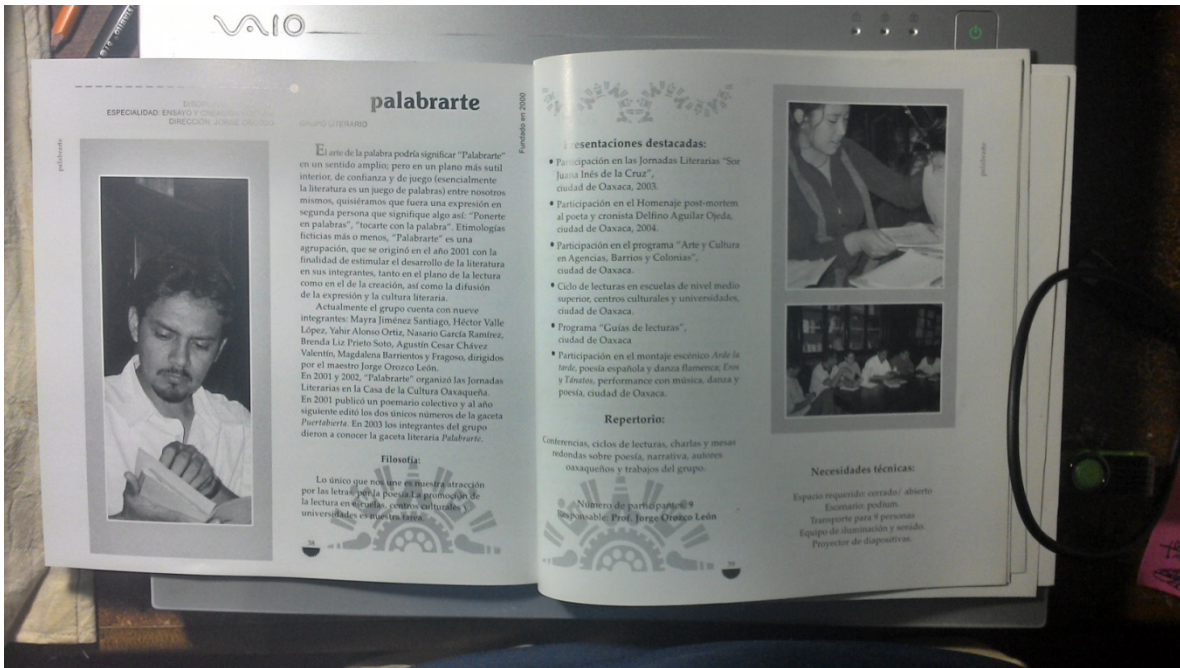 VAIO
ESPECIALIDAD: ENSAYO Y CREACIÓN
DIRECCIÓN: JORGE OROZCO
palabrarte
palabrarte
GRUPO LITERARIO
Fundado en 2000
El arte de la palabra podría significar "Palabrarte"
en un sentido amplio; pero en un plano más sutil
interior, de confianza y de juego (esencialmente
la literatura es un juego de palabras) entre nosotros
mismos, quisiéramos que fuera una expresión en
segunda persona que signifique algo así: "Ponerte
en palabras", "tocarte con la palabra". Etimologías
ficticias más o menos, "Palabrarte" es una
agrupación, que se originó en el año 2001 con la
finalidad de estimular el desarrollo de la literatura
en sus integrantes, tanto en el plano de la lectura
como en el de la creación, así como la difusión
de la expresión y la cultura literaria.
Actualmente el grupo cuenta con nueve
integrantes: Mayra Jiménez Santiago, Héctor Valle
López, Yahir Alonso Ortiz, Nasario García Ramírez,
Brenda Liz Prieto Soto, Agustín Cesar Chávez
Valentín, Magdalena Barrientos y Fragoso, dirigidos
por el maestro Jorge Orozco León.
En 2001 y 2002, "Palabrarte" organizó las Jornadas
Literarias en la Casa de la Cultura Oaxaqueña.
En 2001 publicó un poemario colectivo y al año
siguiente editó los dos únicos números de la gaceta
Puertabierta. En 2003 los integrantes del grupo
dieron a conocer la gaceta literaria Palabrarte.
Filosofía:
Lo único que nos une es nuestra atracción
por las letras, por la poesía.La promoción de
la lectura en escuelas, centros culturales y
universidades es nuestra tarea.
58
Presentaciones destacadas:
• Participación en las Jornadas Literarias "Sor
Juana Inés de la Cruz",
ciudad de Oaxaca, 2003.
• Participación en el Homenaje post-mortem
al poeta y cronista Delfino Aguilar Ojeda,
ciudad de Oaxaca, 2004.
• Participación en el programa "Arte y Cultura
en Agencias, Barrios y Colonias",
ciudad de Oaxaca.
• Ciclo de lecturas en escuelas de nivel medio
superior, centros culturales y universidades,
ciudad de Oaxaca.
• Programa "Guías de lecturas",
ciudad de Oaxaca
• Participación en el montaje escénico Arde la
tarde, poesía española y danza flamenca; Eros
y Tánatos, performance con música, danza y
poesía, ciudad de Oaxaca.
Repertorio:
Conferencias, ciclos de lecturas, charlas y mesas
redondas sobre poesía, narrativa, autores
oaxaqueños y trabajos del grupo.
Número de participantes: 9
Responsable: Prof. Jorge Orozco León
59
palabrarte
Necesidades técnicas:
Espacio requerido: cerrado/ abierto
Escenario: podium.
Transporte para 9 personas
Equipo de iluminación y sonido.
Proyector de diapositivas.